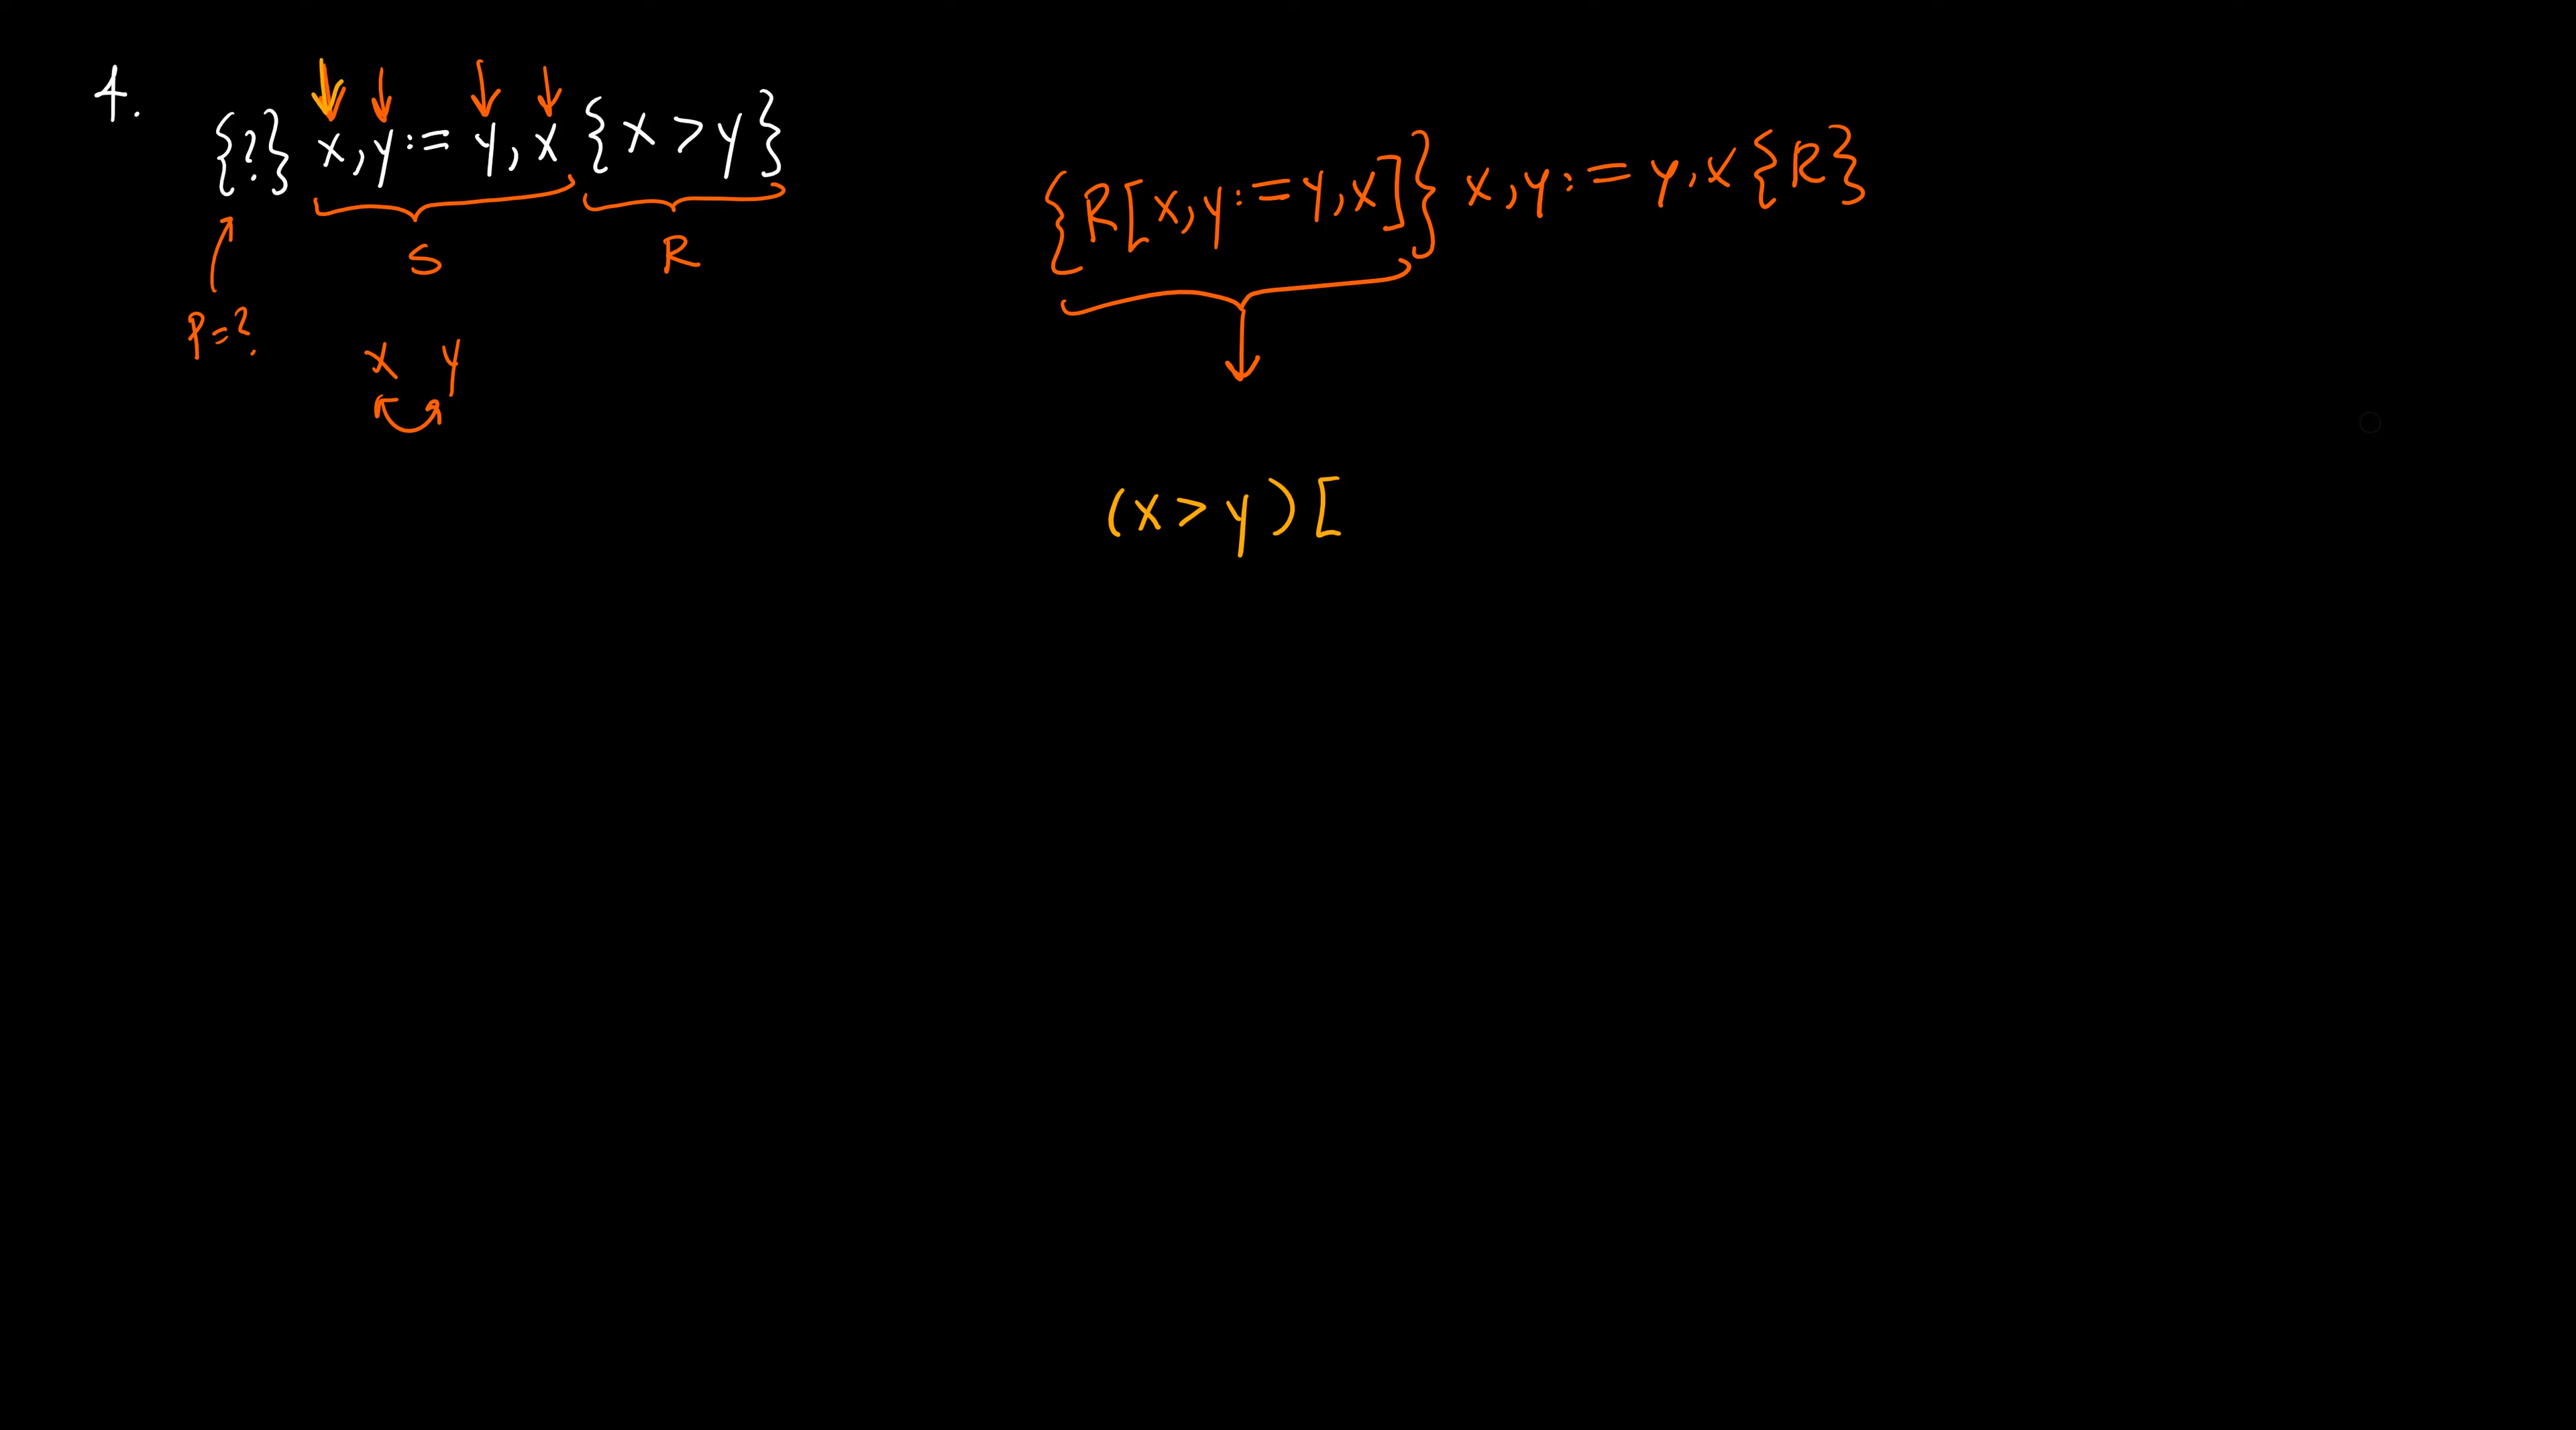 4.
{?} x,y := y,x {x > y}
S
R
P=?
x y
{R[x,y:=y,x]} x,y:= y,x {R}
(x > y)[